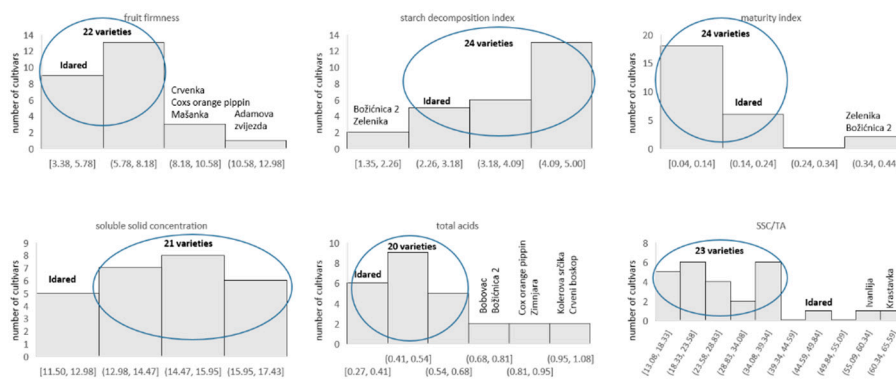 fruit firmness
number of cultivars
14
12
10
8
6
4
2
0
22 varieties
Idared
Crvenka
Coxs orange pippin
Mašanka
Adamova
zvijezda
[3.38, 5.78]
(5.78, 8.18]
(8.18, 10.58]
(10.58, 12.98]
starch decomposition index
number of cultivars
14
12
10
8
6
4
2
0
24 varieties
Božićnica 2
Zelenika
Idared
[1.35, 2.26]
(2.26, 3.18]
(3.18, 4.09]
(4.09, 5.00]
maturity index
number of cultivars
20
15
10
5
0
24 varieties
Idared
Zelenika
Božićnica 2
[0.04, 0.14]
(0.14, 0.24]
(0.24, 0.34]
(0.34, 0.44
soluble solid concentration
number of cultivars
9
8
7
6
5
4
3
2
1
0
21 varieties
Idared
[11.50, 12.98]
(12.98, 14.47]
(14.47, 15.95]
(15.95, 17.43]
total acids
number of cultivars
10
8
6
4
2
0
20 varieties
Idared
Bobovac
Božićnica 2
Cox orange pippin
Zimnjara
Kolerova srčika
Crveni boskop
[0.27, 0.41]
(0.41, 0.54]
(0.54, 0.68]
(0.68, 0.81]
(0.81, 0.95]
(0.95, 1.08]
SSC/TA
number of cultivars
8
6
4
2
0
23 varieties
Idared
Ivanlija
Krastavka
[13.08, 18.33]
(18.33, 23.58]
(23.58, 28.83]
(28.83, 34.08]
(34.08, 39.34]
(39.34, 44.59]
(44.59, 49.84]
(49.84, 55.09]
(55.09, 60.34]
(60.34, 65.59]